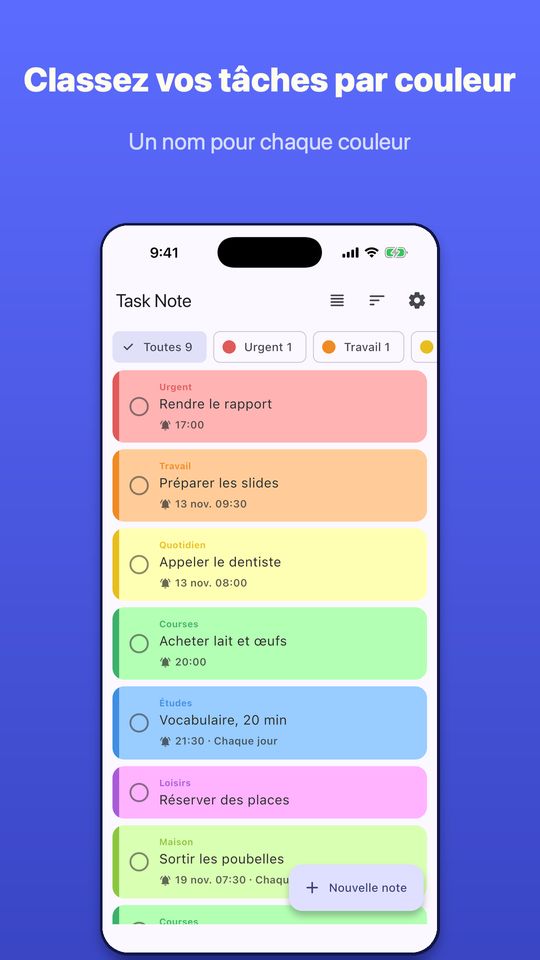 Classez vos tâches par couleur
Un nom pour chaque couleur
9:41
Task Note
Toutes 9
Urgent 1
Travail 1
Urgent
Rendre le rapport
17:00
Travail
Préparer les slides
13 nov. 09:30
Quotidien
Appeler le dentiste
13 nov. 08:00
Courses
Acheter lait et œufs
20:00
Études
Vocabulaire, 20 min
21:30 · Chaque jour
Loisirs
Réserver des places
Maison
Sortir les poubelles
19 nov. 07:30 · Chaqu
Nouvelle note
Courses